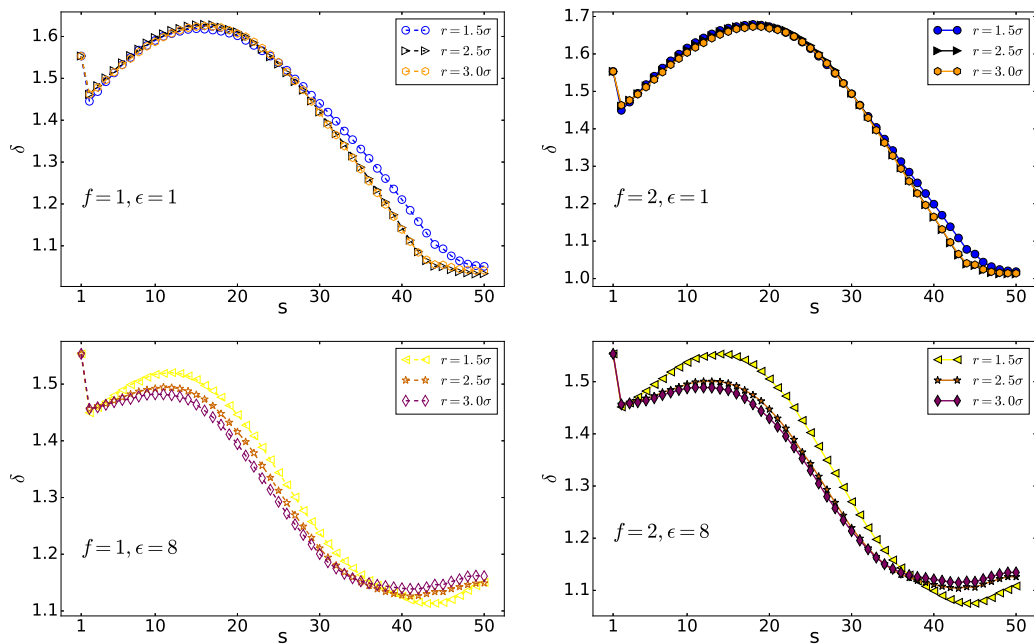 1.6
1.5
1.4
1.3
1.2
1.1
δ
f = 1, ϵ = 1
r = 1.5σ
r = 2.5σ
r = 3.0σ
1 10 20 30 40 50
s
1.7
1.6
1.5
1.4
1.3
1.2
1.1
1.0
δ
f = 2, ϵ = 1
r = 1.5σ
r = 2.5σ
r = 3.0σ
1 10 20 30 40 50
s
1.5
1.4
1.3
1.2
1.1
δ
f = 1, ϵ = 8
r = 1.5σ
r = 2.5σ
r = 3.0σ
1 10 20 30 40 50
s
1.5
1.4
1.3
1.2
1.1
δ
f = 2, ϵ = 8
r = 1.5σ
r = 2.5σ
r = 3.0σ
1 10 20 30 40 50
s